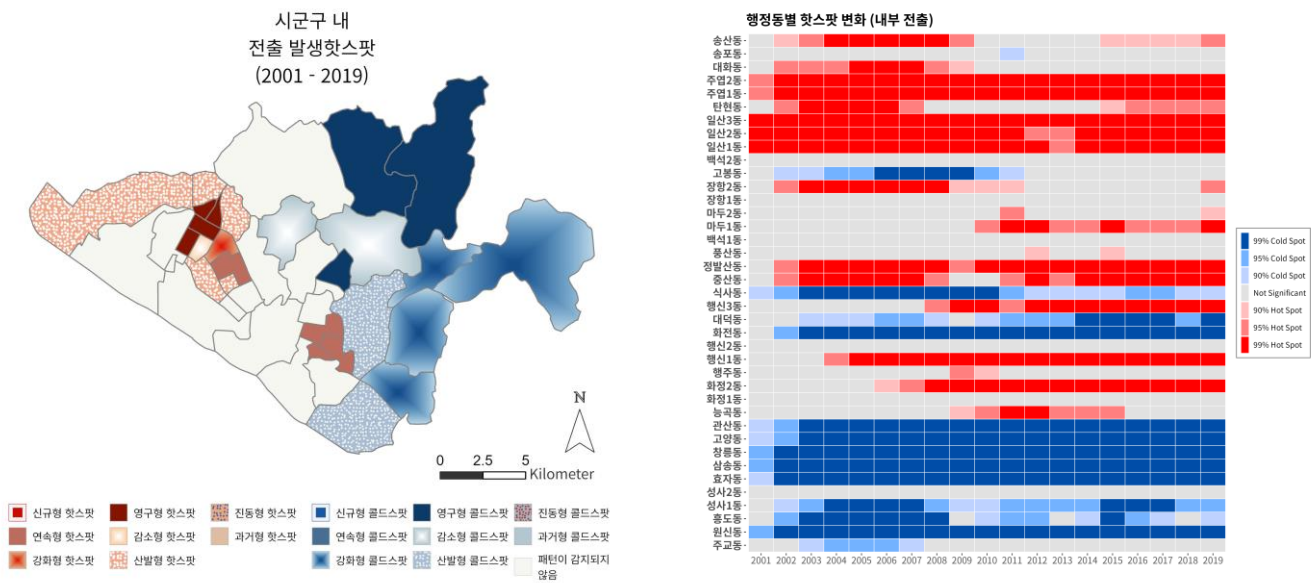 시군구 내
전출 발생핫스팟
(2001 - 2019)
N
0 2.5 5
Kilometer
신규형 핫스팟
영구형 핫스팟
진동형 핫스팟
신규형 콜드스팟
영구형 콜드스팟
진동형 콜드스팟
연속형 핫스팟
감소형 핫스팟
과거형 핫스팟
연속형 콜드스팟
감소형 콜드스팟
과거형 콜드스팟
강화형 핫스팟
산발형 핫스팟
강화형 콜드스팟
산발형 콜드스팟
패턴이 감지되지
않음
행정동별 핫스팟 변화 (내부 전출)
송산동
송포동
대화동
주엽2동
주엽1동
탄현동
일산3동
일산2동
일산1동
백석2동
고봉동
장항2동
장항1동
마두2동
마두1동
백석1동
풍산동
정발산동
중산동
식사동
행신3동
대덕동
화전동
행신2동
행신1동
행주동
화정2동
화정1동
능곡동
관산동
고양동
창릉동
삼송동
효자동
성사2동
성사1동
흥도동
원신동
주교동
2001 2002 2003 2004 2005 2006 2007 2008 2009 2010 2011 2012 2013 2014 2015 2016 2017 2018 2019
99% Cold Spot
95% Cold Spot
90% Cold Spot
Not Significant
90% Hot Spot
95% Hot Spot
99% Hot Spot